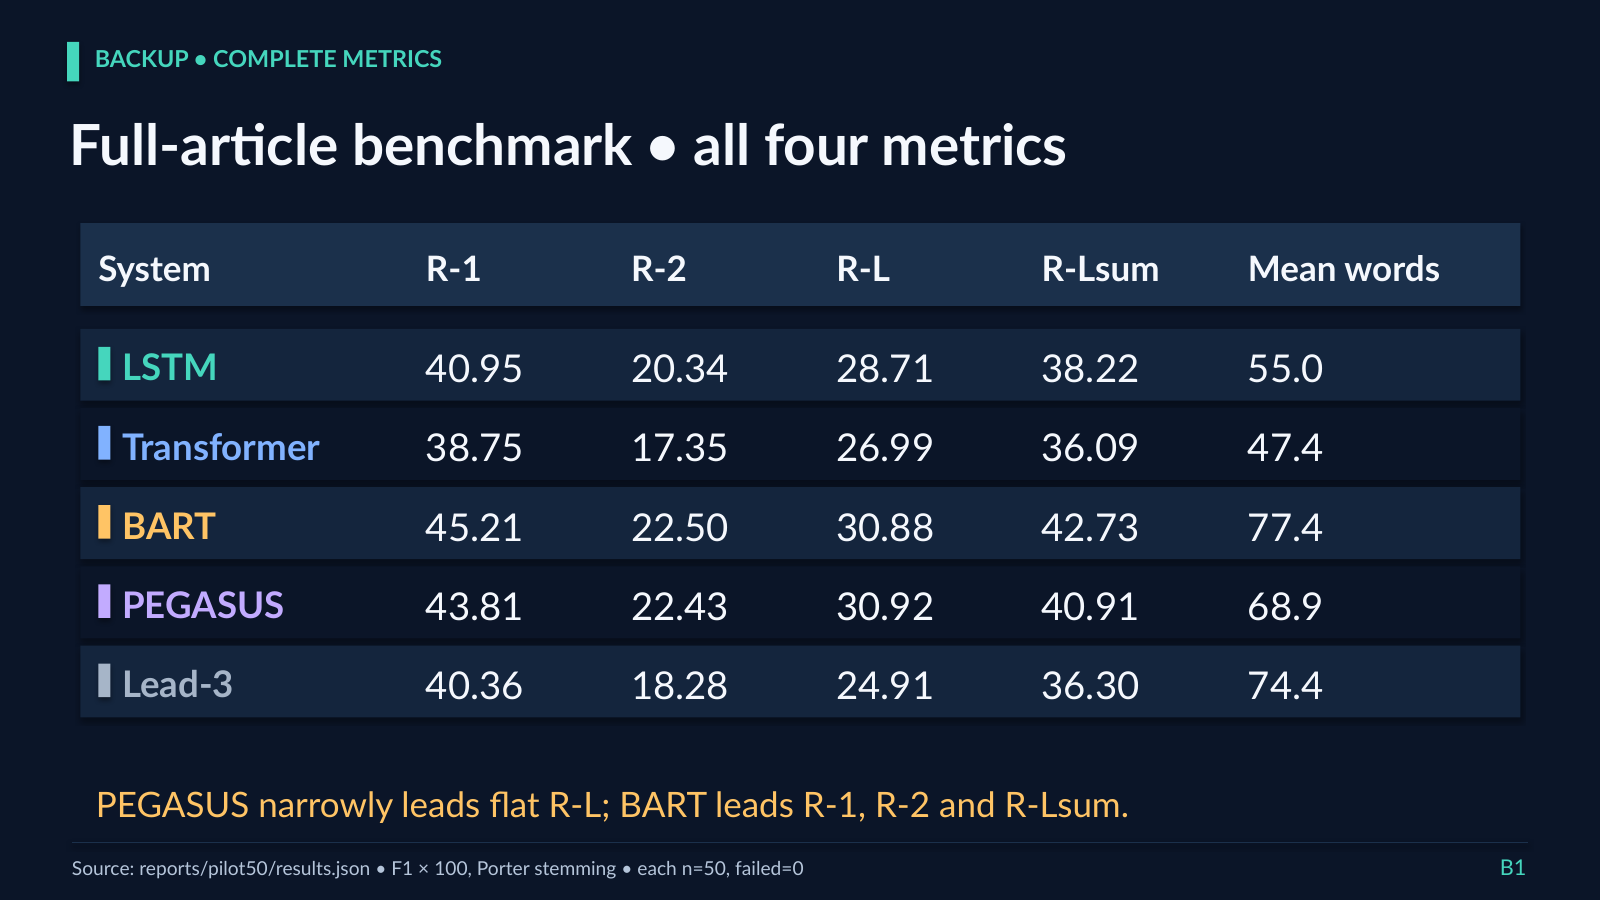 BACKUP • COMPLETE METRICS
Full-article benchmark • all four metrics
System R-1 R-2 R-L R-Lsum Mean words
LSTM 40.95 20.34 28.71 38.22 55.0
Transformer 38.75 17.35 26.99 36.09 47.4
BART 45.21 22.50 30.88 42.73 77.4
PEGASUS 43.81 22.43 30.92 40.91 68.9
Lead-3 40.36 18.28 24.91 36.30 74.4
PEGASUS narrowly leads flat R-L; BART leads R-1, R-2 and R-Lsum.
Source: reports/pilot50/results.json • F1 × 100, Porter stemming • each n=50, failed=0 B1